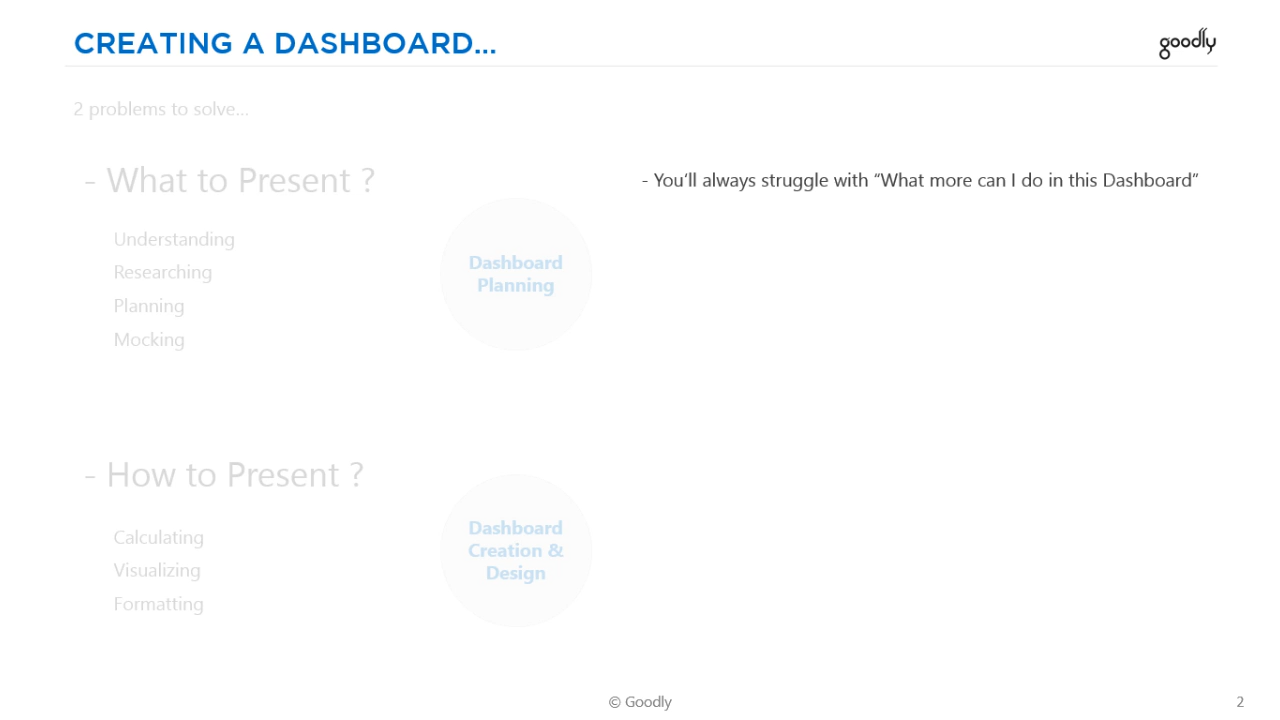 CREATING A DASHBOARD...
goodly
2 problems to solve...
- What to Present ?
Understanding
Researching
Planning
Mocking
Dashboard
Planning
- You’ll always struggle with “What more can I do in this Dashboard”
- How to Present ?
Calculating
Visualizing
Formatting
Dashboard
Creation &
Design
© Goodly
2